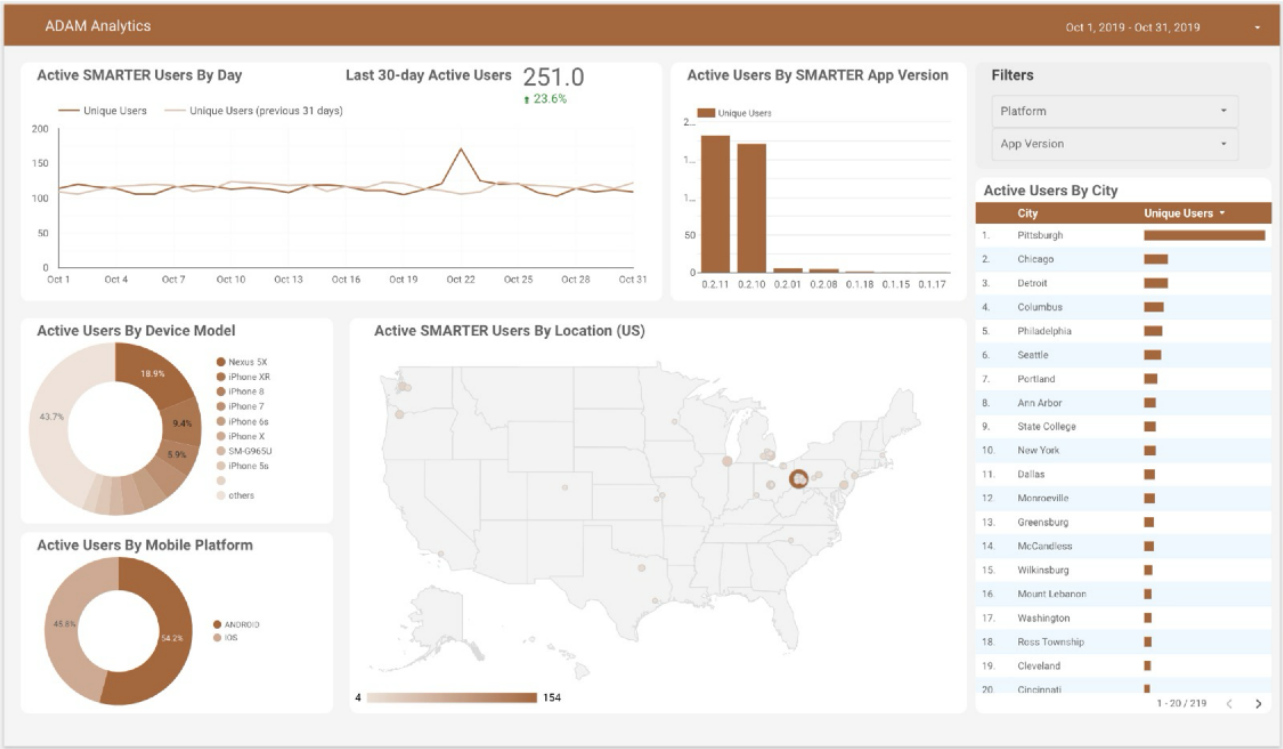 ADAM Analytics
Oct 1, 2019 - Oct 31, 2019
Active SMARTER Users By Day
Last 30-day Active Users
251.0
23.6%
Unique Users
Unique Users (previous 31 days)
200
150
100
50
0
Oct 1
Oct 4
Oct 7
Oct 10
Oct 13
Oct 16
Oct 19
Oct 22
Oct 25
Oct 28
Oct 31
Active Users By SMARTER App Version
Unique Users
2...
1...
1...
50
0
0.2.11
0.2.10
0.2.01
0.2.08
0.1.18
0.1.15
0.1.17
Filters
Platform
App Version
Active Users By City
City
Unique Users
1. Pittsburgh
2. Chicago
3. Detroit
4. Columbus
5. Philadelphia
6. Seattle
7. Portland
8. Ann Arbor
9. State College
10. New York
11. Dallas
12. Monroeville
13. Greensburg
14. McCandless
15. Wilkinsburg
16. Mount Lebanon
17. Washington
18. Ross Township
19. Cleveland
20. Cincinnati
1 - 20 / 219
Active Users By Device Model
18.9%
9.4%
5.9%
43.7%
Nexus 5X
iPhone XR
iPhone 8
iPhone 7
iPhone 6s
iPhone X
SM-G965U
iPhone 5s
others
Active Users By Mobile Platform
45.8%
54.2%
ANDROID
IOS
Active SMARTER Users By Location (US)
4
154